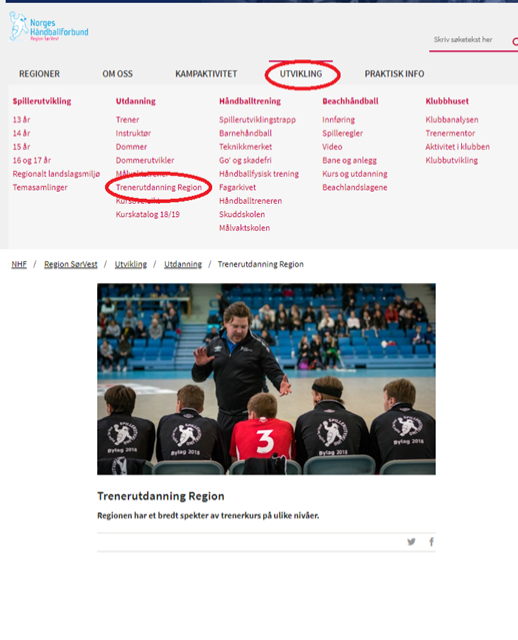 Norges
Håndballforbund
Region SørVest
Skriv søketekst her
REGIONER OM OSS KAMPAKTIVITET UTVIKLING PRAKTISK INFO
Spillerutvikling Utdanning Håndballtrening Beachhåndball Klubbhuset
13 år Trener Spillerutviklingstrapp Innføring Klubbanalysen
14 år Instruktør Barnehåndball Spilleregler Trenermentor
15 år Dommer Teknikkmerket Video Aktivitet i klubben
16 og 17 år Dommerutvikler Go' og skadefri Bane og anlegg Klubbutvikling
Regionalt landslagsmiljø Håndballfysisk trening Kurs og utdanning
Temasamlinger Trenerutdanning Region Fagarkivet Beachlandslagene
Kursoversikt Håndballtreneren
Kurskatalog 18/19 Skuddskolen
Målvaktskolen
NHF / Region SørVest / Utvikling / Utdanning / Trenerutdanning Region
3
Bylag 2018
Bylag 2018
Bylag 2018
Bylag 2018
Trenerutdanning Region
Regionen har et bredt spekter av trenerkurs på ulike nivåer.